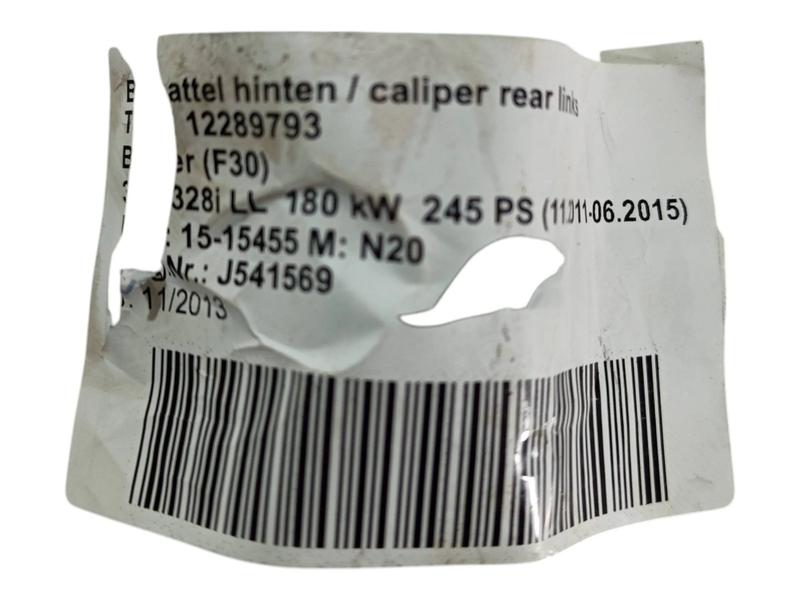 attel hinten / caliper rear links
12289793
er (F30)
328i LL 180 kW 245 PS (11.2011-06.2015)
: 15-15455 M: N20
Nr.: J541569
: 11/2013